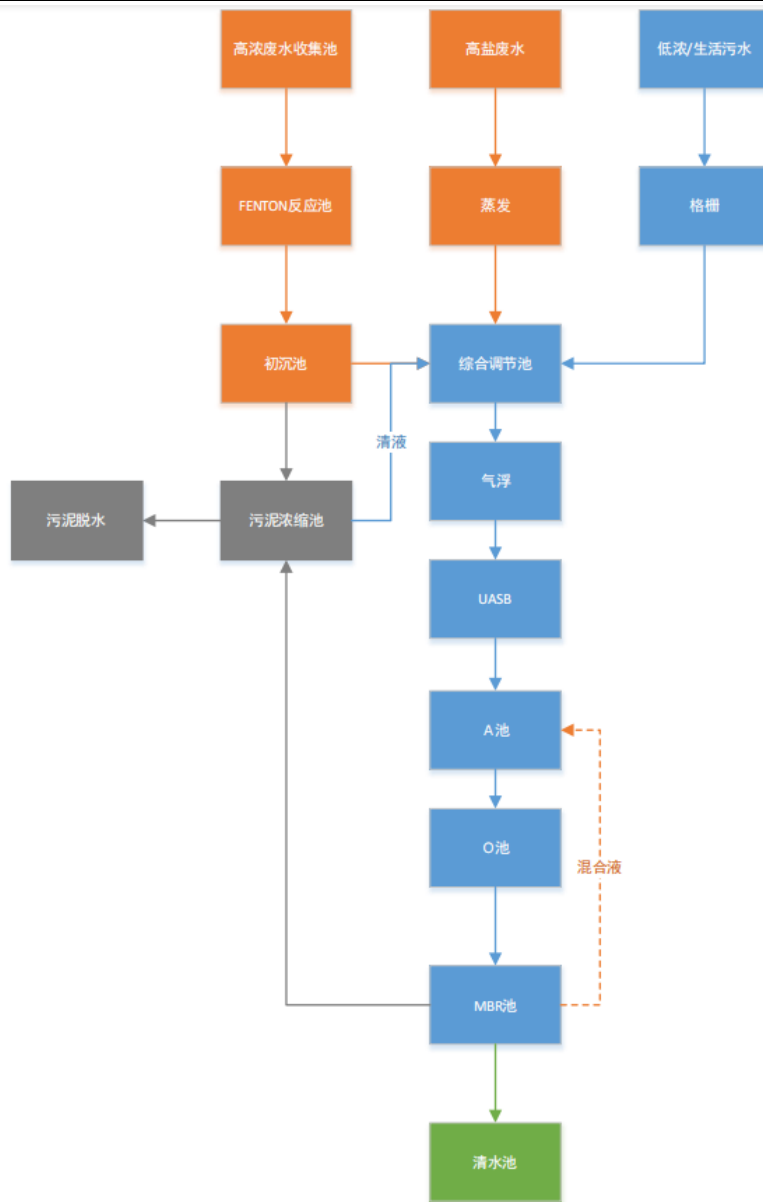 高浓废水收集池
高盐废水
低浓/生活污水
FENTON反应池
蒸发
格栅
初沉池
综合调节池
清液
气浮
污泥脱水
污泥浓缩池
UASB
A池
O池
混合液
MBR池
清水池